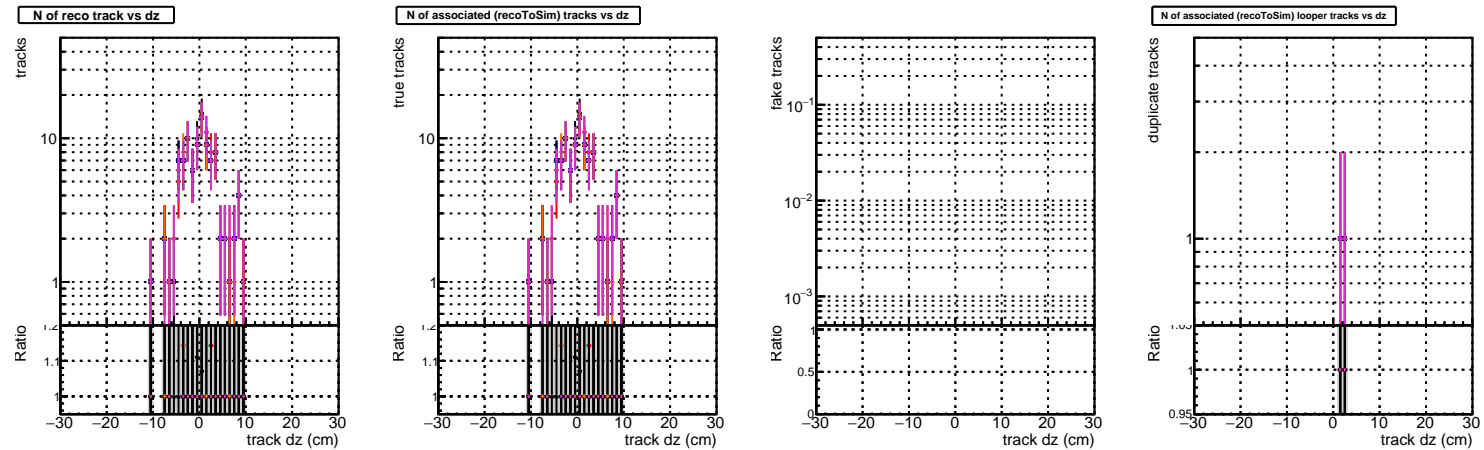 N of reco track vs dz
tracks
10
1
Ratio
1.2
1.1
1
−30 −20 −10 0 10 20 30
track dz (cm)
N of associated (recoToSim) tracks vs dz
true tracks
10
1
Ratio
1.2
1.1
1
−30 −20 −10 0 10 20 30
track dz (cm)
fake tracks
10−1
10−2
10−3
Ratio
1
0.5
0
−30 −20 −10 0 10 20 30
track dz (cm)
N of associated (recoToSim) looper tracks vs dz
duplicate tracks
1
Ratio
1.05
1
0.95
−30 −20 −10 0 10 20 30
track dz (cm)